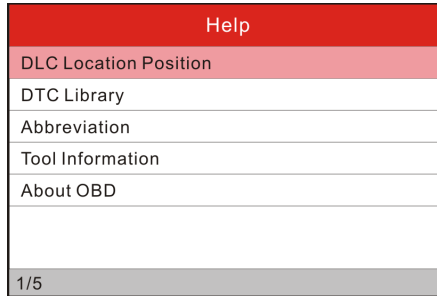 Help
DLC Location Position
DTC Library
Abbreviation
Tool Information
About OBD
1/5